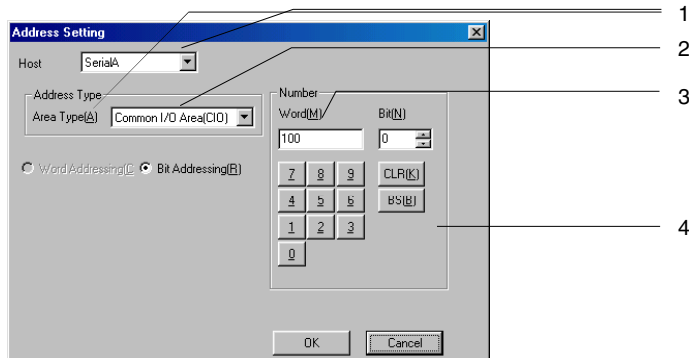 Address Setting
Host SerialA
Address Type
Area Type(A) Common I/O Area(CIO)
Word Addressing(C Bit Addressing(R)
Number
Word(M) Bit(N)
100 0
7 8 9 CLR(K)
4 5 6 BS(B)
1 2 3
0
OK Cancel
1
2
3
4